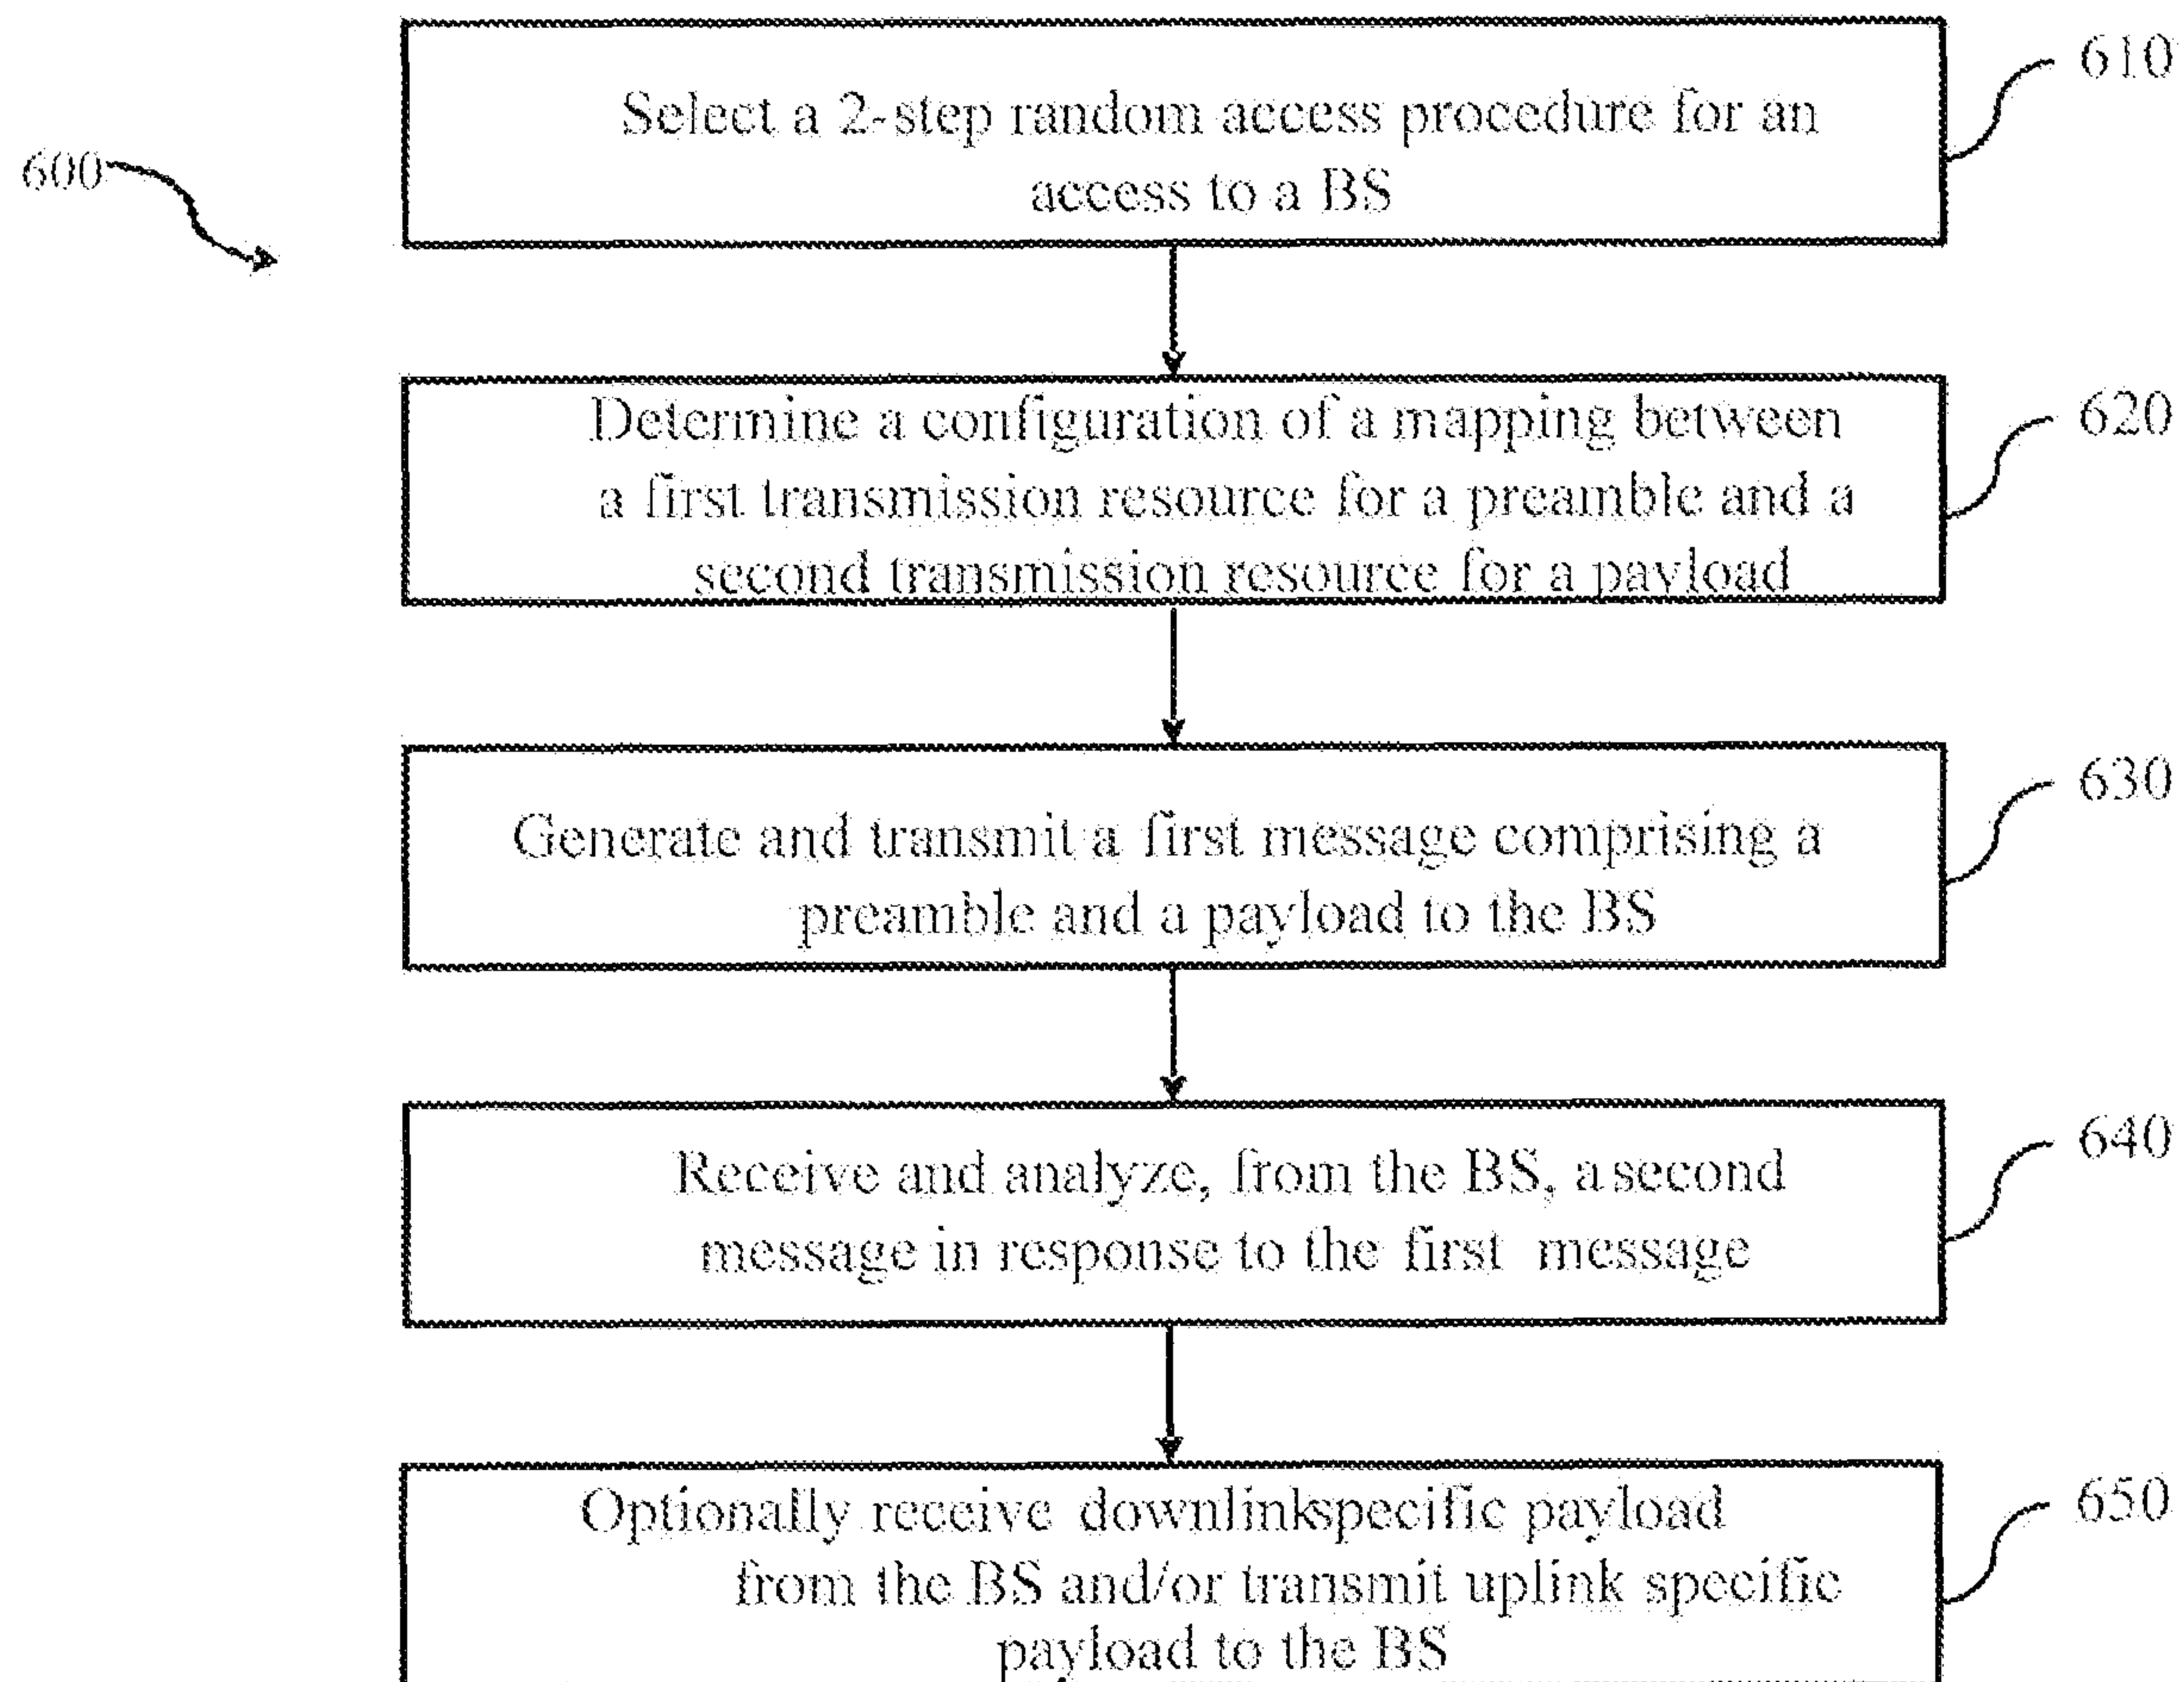 610
Select a 2-step random access procedure for an
access to a BS
600
620
Determine a configuration of a mapping between
a first transmission resource for a preamble and a
second transmission resource for a payload
630
Generate and transmit a first message comprising a
preamble and a payload to the BS
640
Receive and analyze, from the BS, a second
message in response to the first message
650
Optionally receive downlinkspecific payload
from the BS and/or transmit uplink specific
payload to the BS